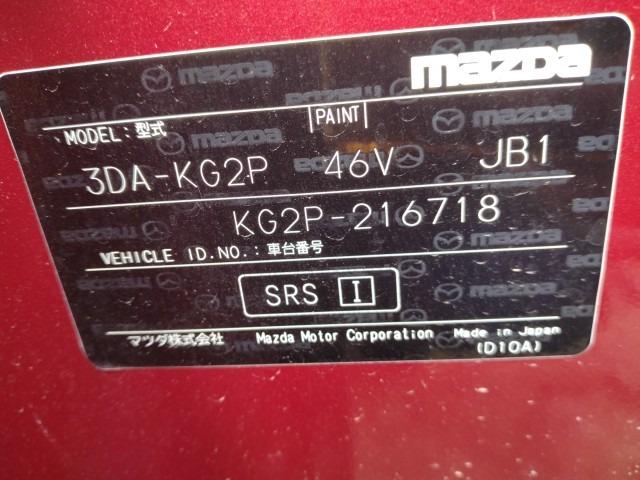 mazda
MODEL:型式 PAINT
3DA-KG2P 46V JB1
KG2P-216718
VEHICLE ID.NO.:車台番号
SRS I
マツダ株式会社 Mazda Motor Corporation Made in Japan
(D10A)